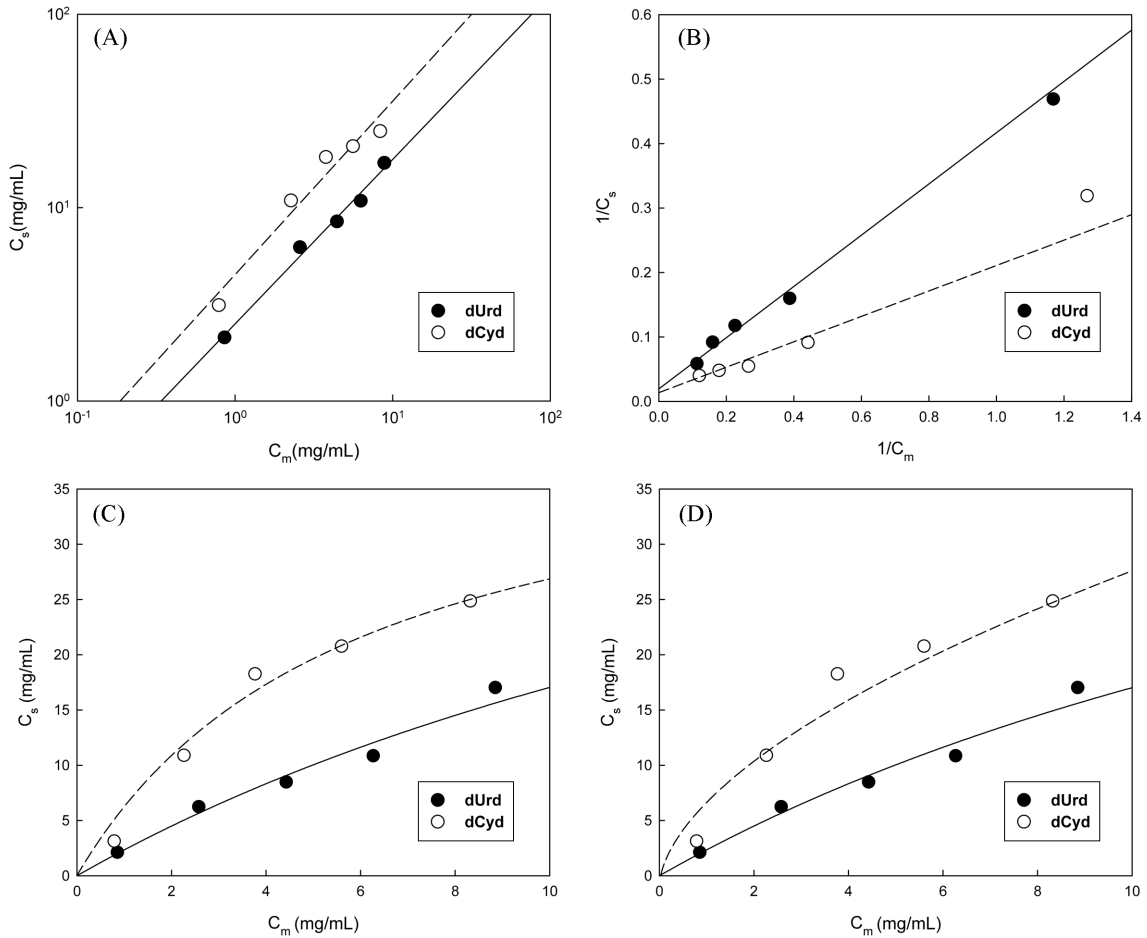 (A)
10²
10¹
10⁰
10⁻¹
10⁰
10¹
10²
Cₛ(mg/mL)
Cₘ(mg/mL)
dUrd
dCyd
(B)
0.6
0.5
0.4
0.3
0.2
0.1
0.0
0.0 0.2 0.4 0.6 0.8 1.0 1.2 1.4
1/Cₛ
1/Cₘ
dUrd
dCyd
(C)
35
30
25
20
15
10
5
0
0 2 4 6 8 10
Cₛ (mg/mL)
Cₘ (mg/mL)
dUrd
dCyd
(D)
35
30
25
20
15
10
5
0
0 2 4 6 8 10
Cₛ (mg/mL)
Cₘ (mg/mL)
dUrd
dCyd